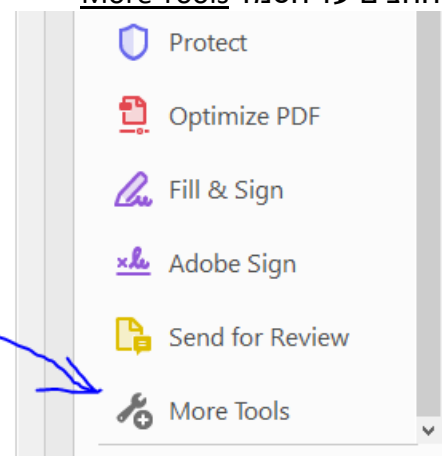 More Tools
Protect
Optimize PDF
Fill & Sign
Adobe Sign
Send for Review
More Tools